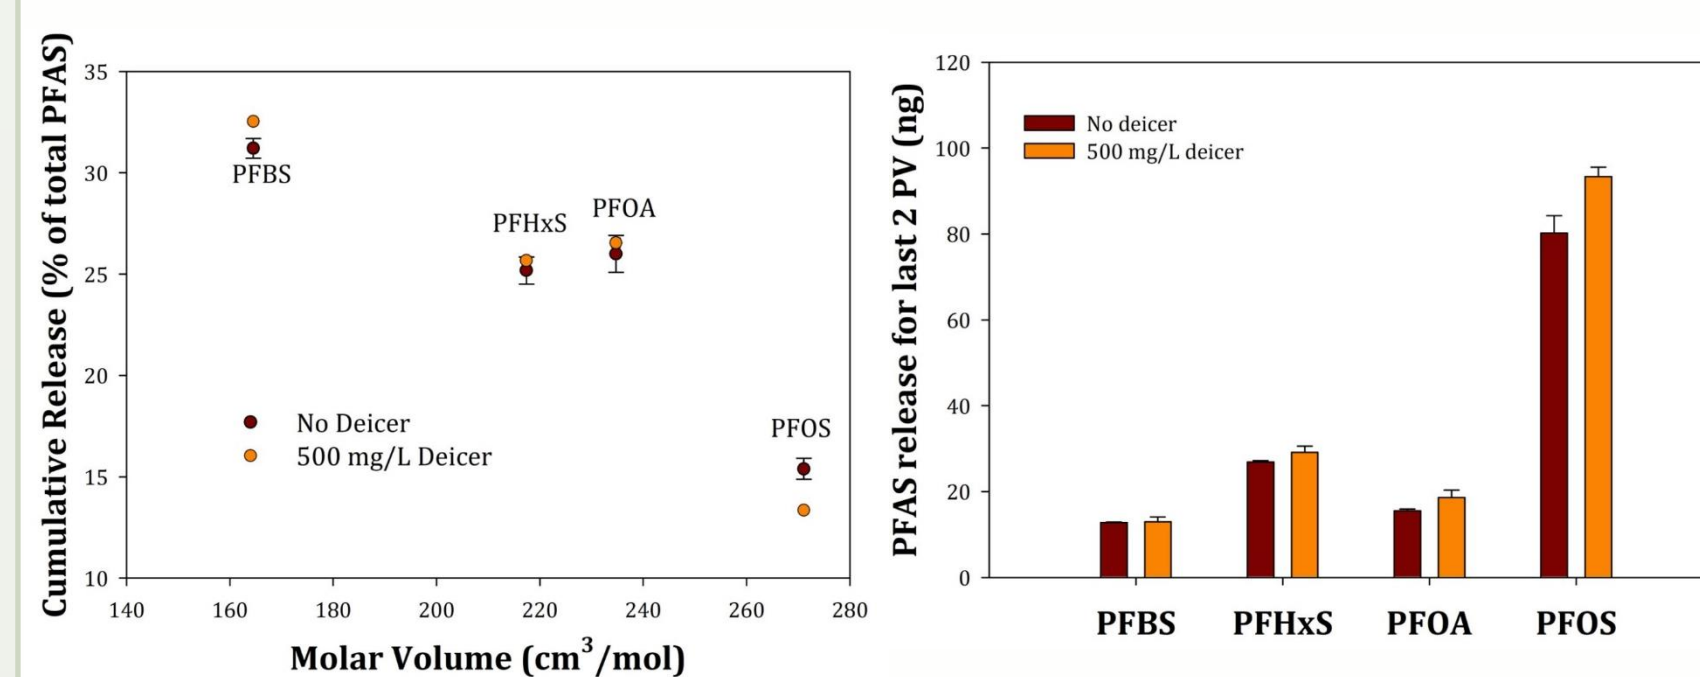 Cumulative Release (% of total PFAS)
35
30
25
20
15
10
PFBS
PFHxS
PFOA
PFOS
No Deicer
500 mg/L Deicer
140 160 180 200 220 240 260 280
Molar Volume (cm³/mol)
PFAS release for last 2 PV (ng)
120
100
80
60
40
20
0
No deicer
500 mg/L deicer
PFBS PFHxS PFOA PFOS